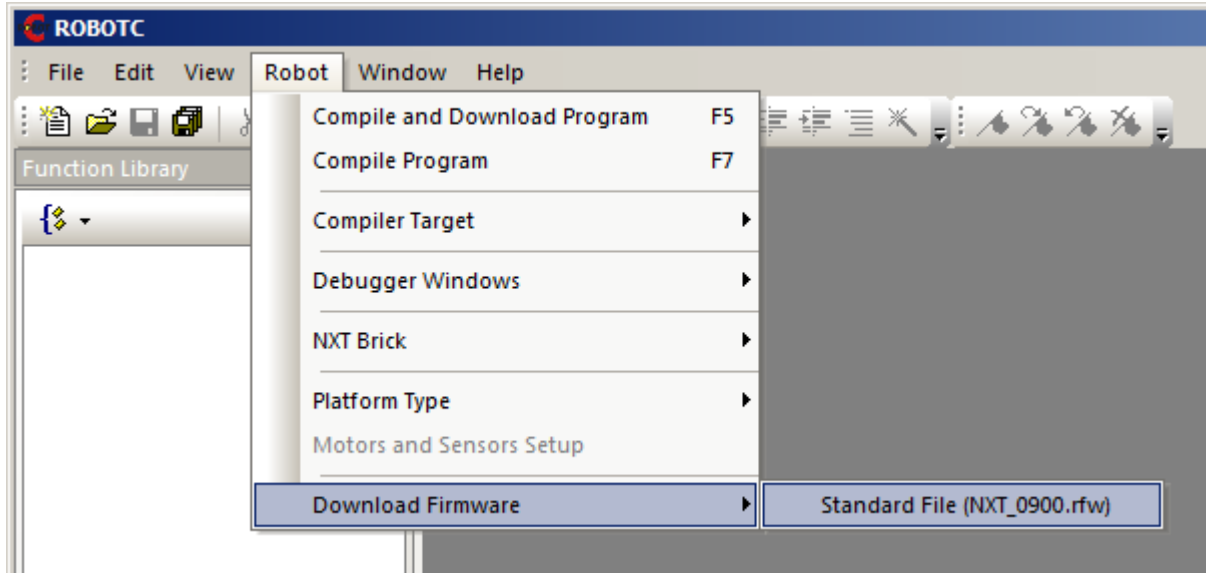 ROBOTC
File Edit View Robot Window Help
Function Library
Compile and Download Program F5
Compile Program F7
Compiler Target
Debugger Windows
NXT Brick
Platform Type
Motors and Sensors Setup
Download Firmware
Standard File (NXT_0900.rfw)